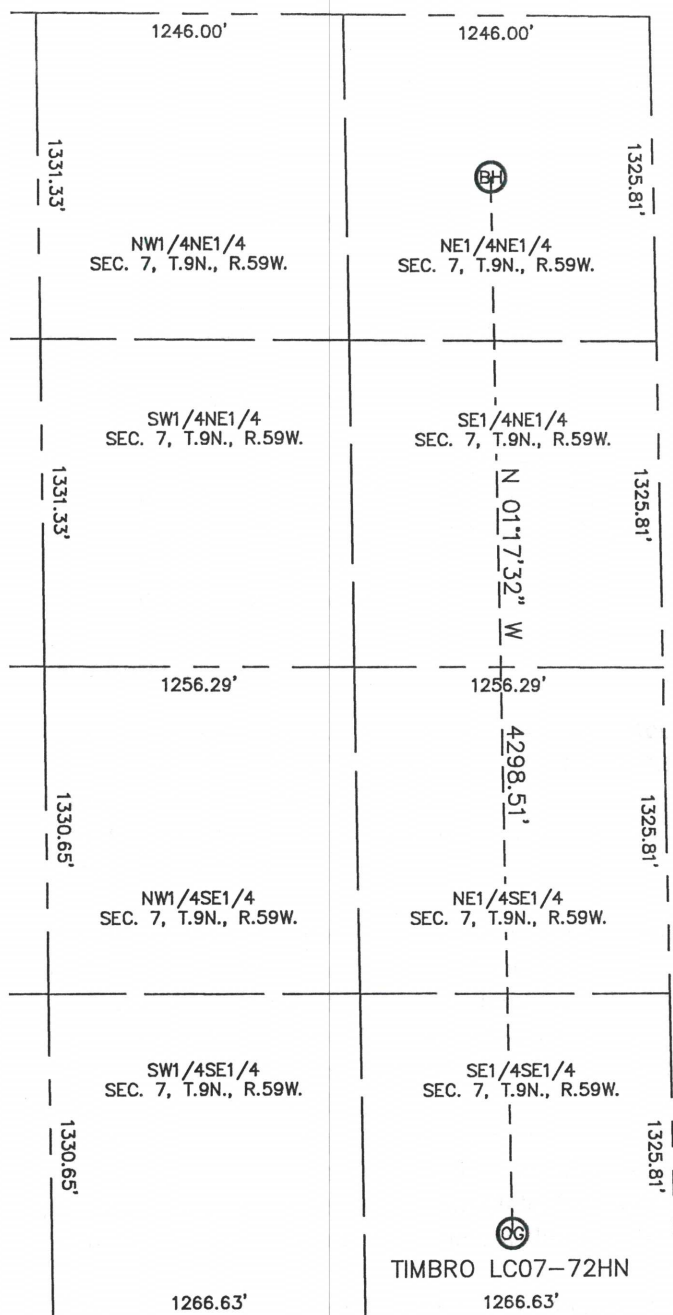 1246.00'
1246.00'
1331.33'
BH
1325.81'
NW1/4NE1/4
SEC. 7, T.9N., R.59W.
NE1/4NE1/4
SEC. 7, T.9N., R.59W.
SW1/4NE1/4
SEC. 7, T.9N., R.59W.
SE1/4NE1/4
SEC. 7, T.9N., R.59W.
1331.33'
N 01°17'32" W
1325.81'
1256.29'
1256.29'
4298.51'
1330.65'
1325.81'
NW1/4SE1/4
SEC. 7, T.9N., R.59W.
NE1/4SE1/4
SEC. 7, T.9N., R.59W.
SW1/4SE1/4
SEC. 7, T.9N., R.59W.
SE1/4SE1/4
SEC. 7, T.9N., R.59W.
1330.65'
1325.81'
OG
TIMBRO LC07-72HN
1266.63'
1266.63'